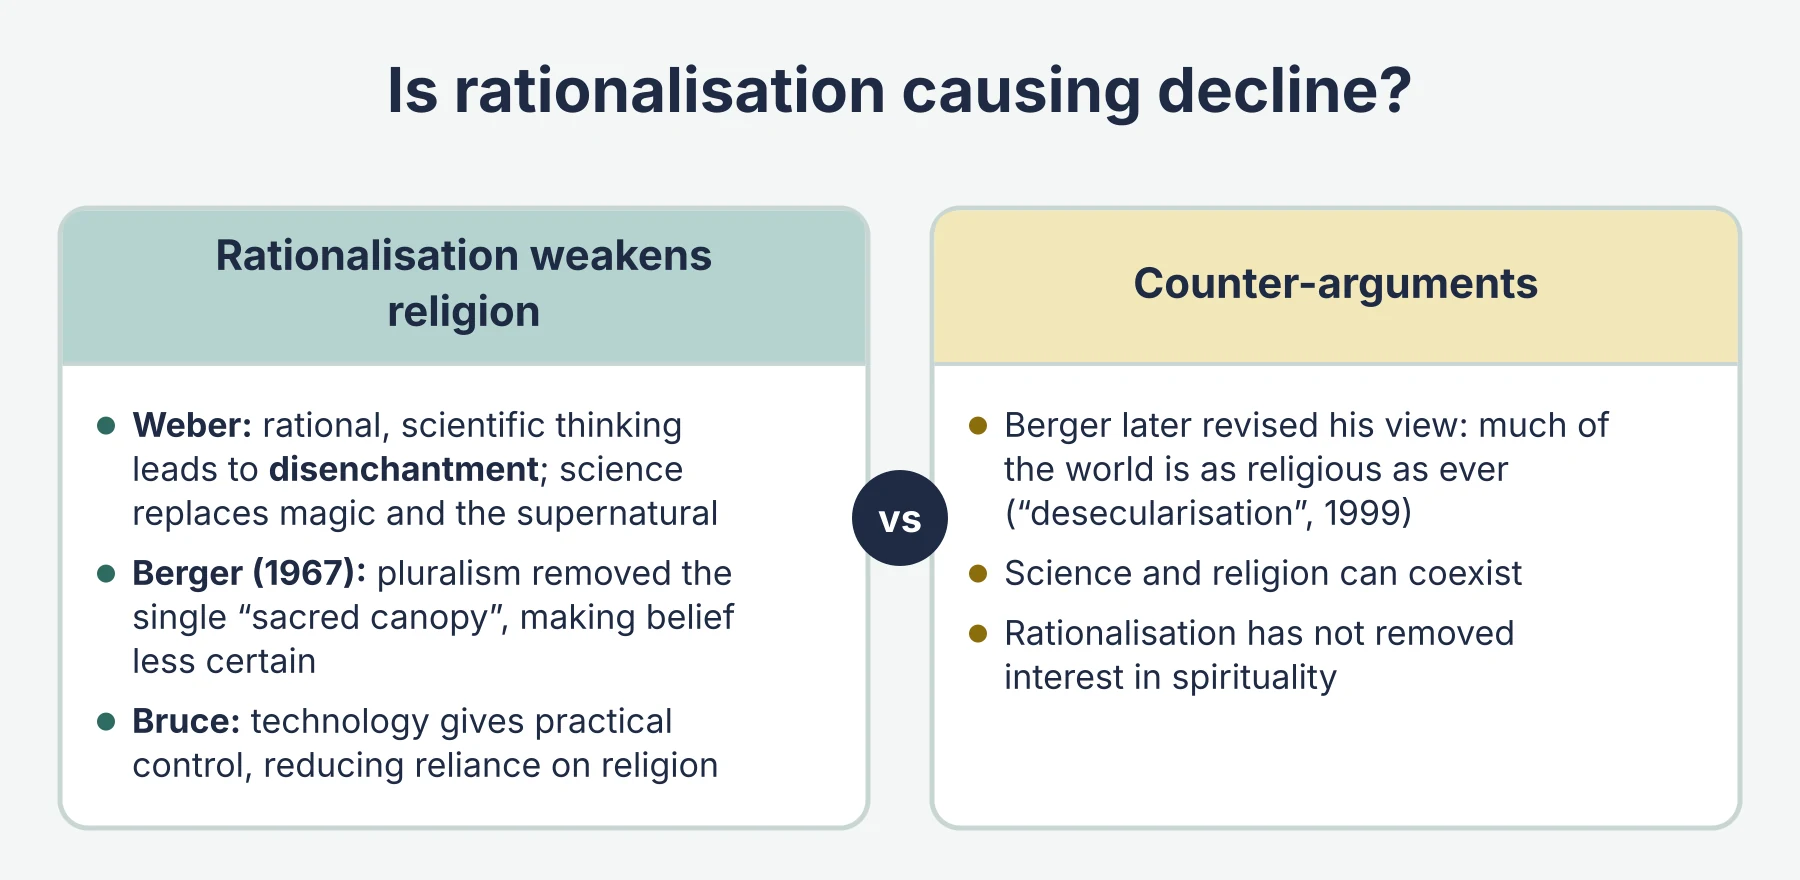 Is rationalisation causing decline?
Rationalisation weakens
religion
Weber: rational, scientific thinking
leads to disenchantment; science
replaces magic and the supernatural
Berger (1967): pluralism removed the
single “sacred canopy”, making belief
less certain
Bruce: technology gives practical
control, reducing reliance on religion
vs
Counter-arguments
Berger later revised his view: much of
the world is as religious as ever
(“desecularisation”, 1999)
Science and religion can coexist
Rationalisation has not removed
interest in spirituality